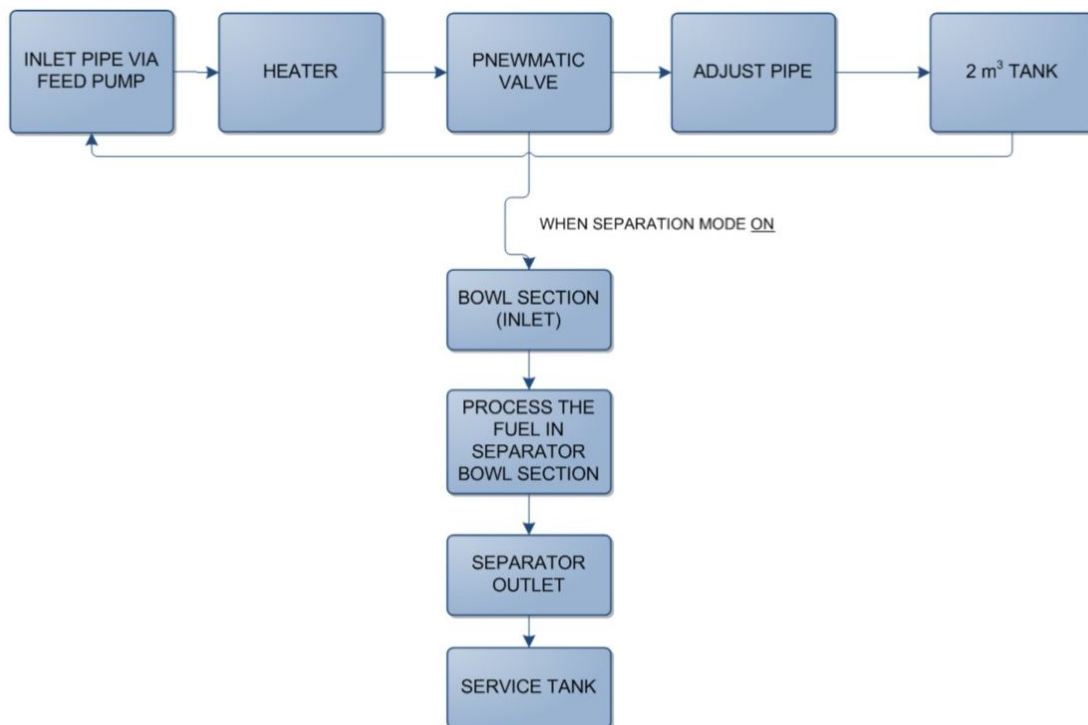 INLET PIPE VIA
FEED PUMP
HEATER
PNEWMATIC
VALVE
ADJUST PIPE
2 m³ TANK
WHEN SEPARATION MODE ON
BOWL SECTION
(INLET)
PROCESS THE
FUEL IN
SEPARATOR
BOWL SECTION
SEPARATOR
OUTLET
SERVICE TANK